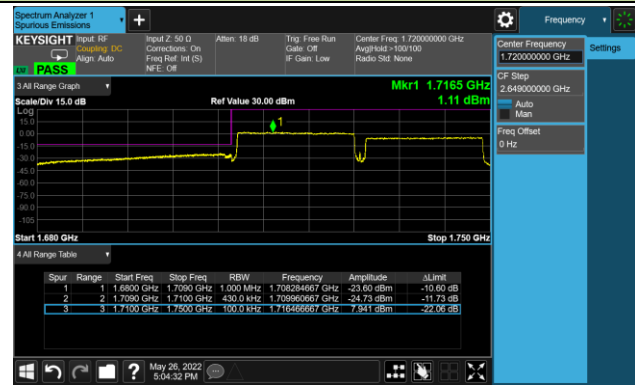 Spectrum Analyzer 1
Spurious Emissions
Frequency
KEYSIGHT Input: RF Input Z: 50 Ω Atten: 18 dB Trig: Free Run Center Freq: 1.720000000 GHz
Coupling: DC Corrections: On Gate: Off Avg|Hold:>100/100
Align: Auto Freq Ref: Int (S) IF Gain: Low Radio Std: None
NFE: Off
PASS
Center Frequency
1.720000000 GHz
Settings
CF Step
2.649000000 GHz
Auto
Man
Freq Offset
0 Hz
3 All Range Graph
Mkr1 1.7165 GHz
Scale/Div 15.0 dB Ref Value 30.00 dBm 1.11 dBm
Log
15.0
0.00
-15.0
-30.0
-45.0
-60.0
-75.0
-90.0
-105
1
Start 1.680 GHz Stop 1.750 GHz
4 All Range Table
Spur Range Start Freq Stop Freq RBW Frequency Amplitude ΔLimit
1 1 1.6800 GHz 1.7090 GHz 1.000 MHz 1.708284667 GHz -23.60 dBm -10.60 dB
2 2 1.7090 GHz 1.7100 GHz 430.0 kHz 1.709960667 GHz -24.73 dBm -11.73 dB
3 3 1.7100 GHz 1.7500 GHz 100.0 kHz 1.716466667 GHz 7.941 dBm -22.06 dB
?
May 26, 2022
5:04:32 PM